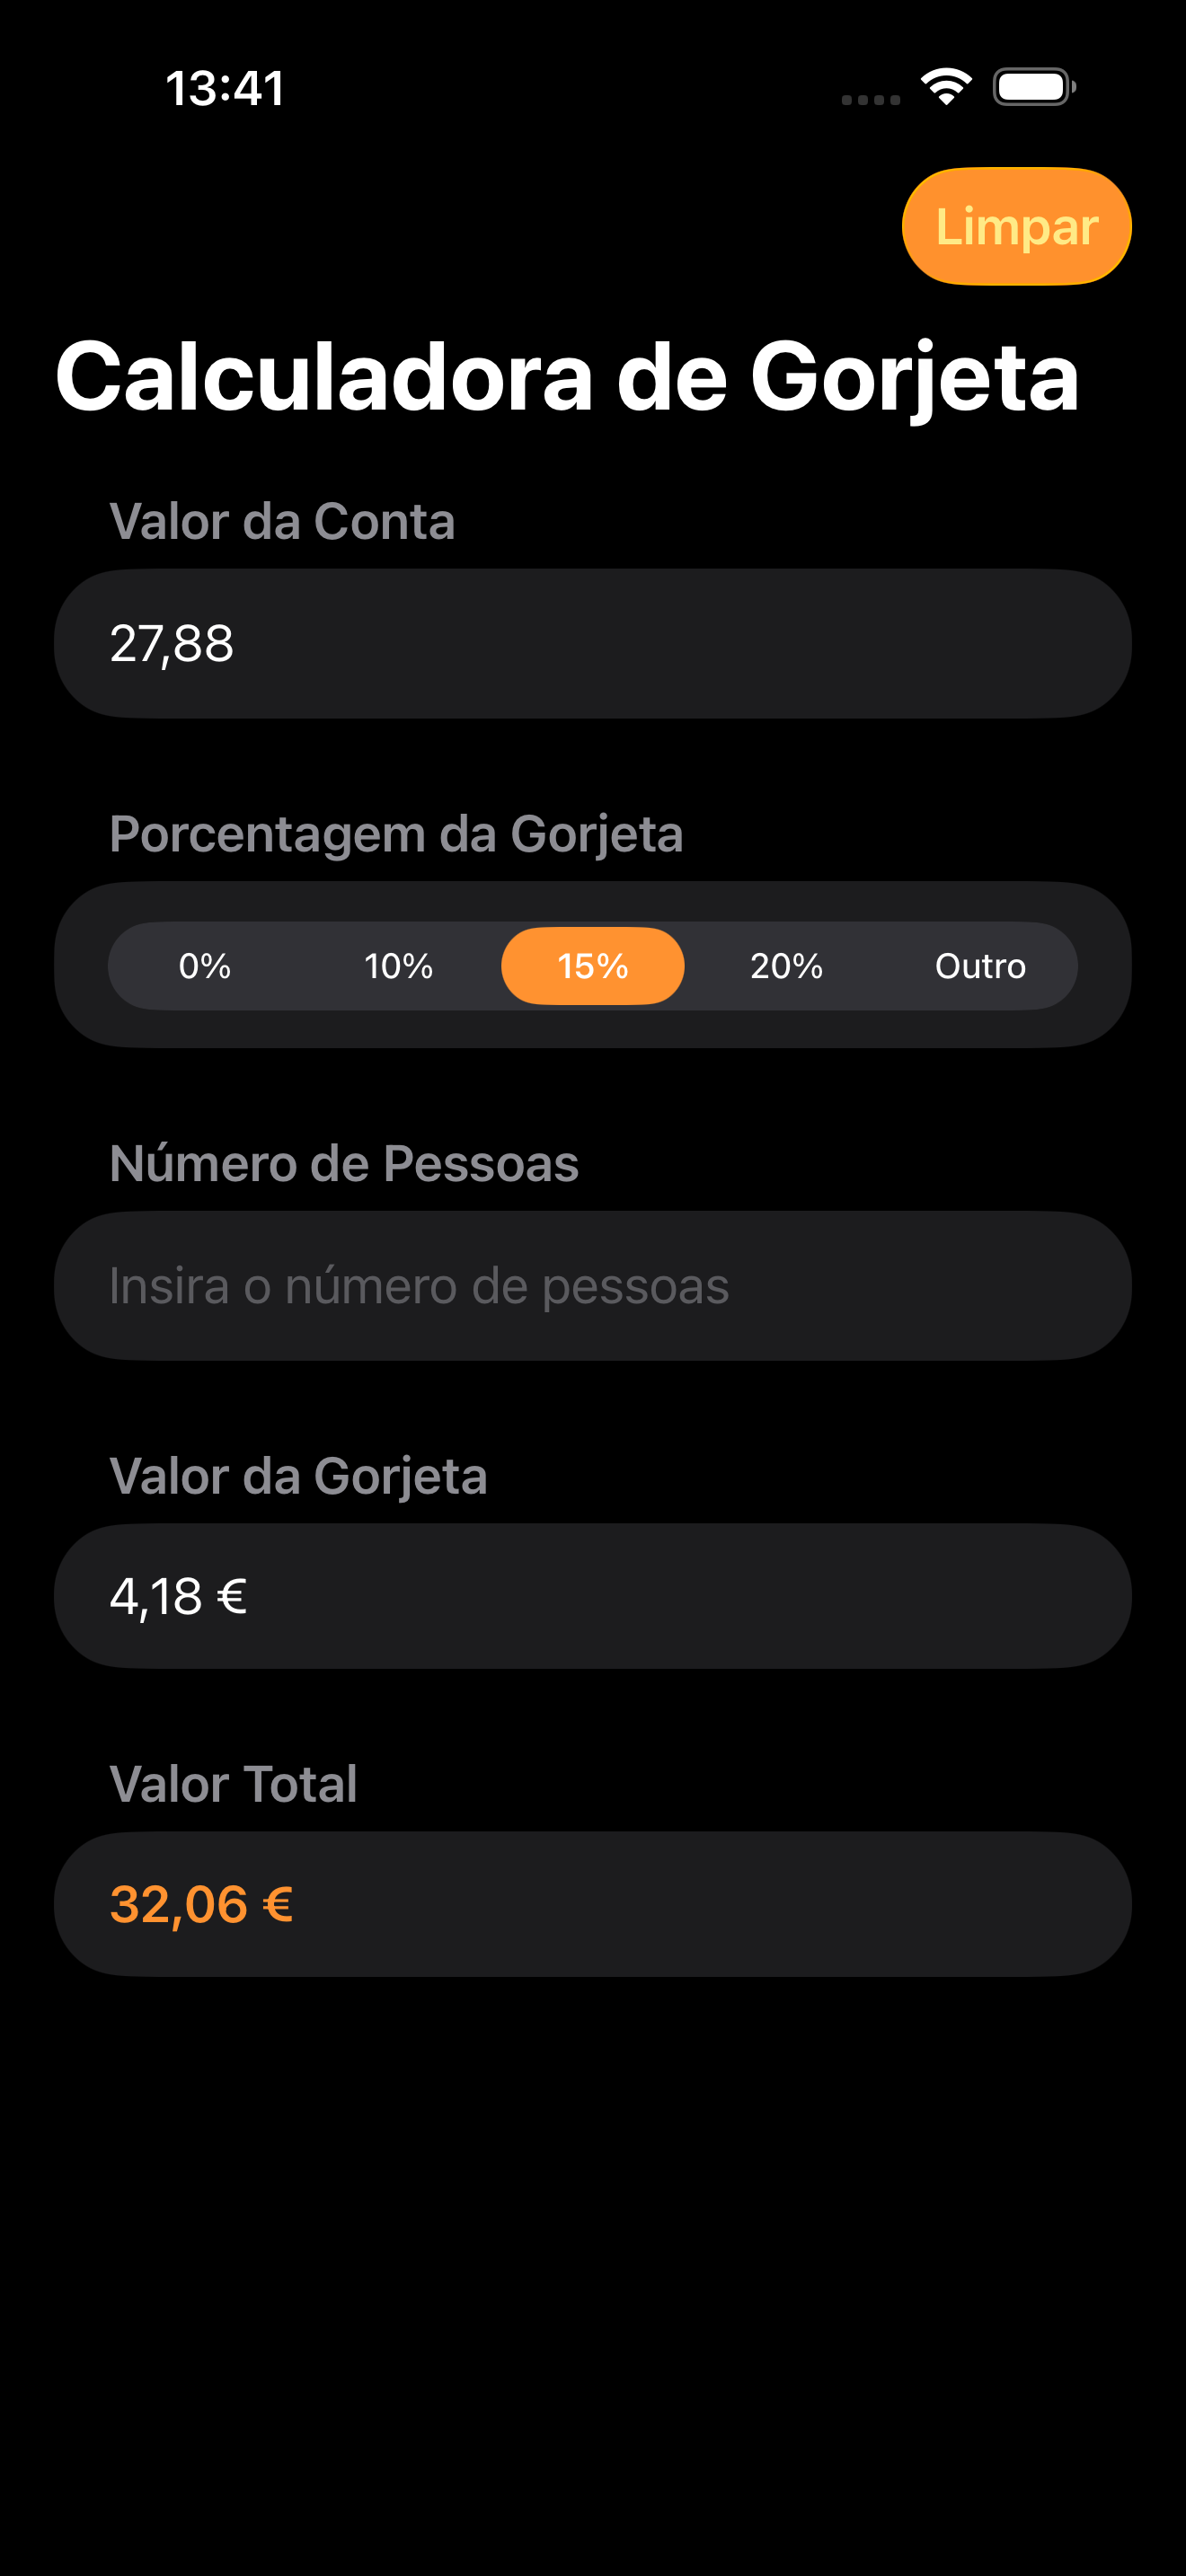 13:41
Limpar
Calculadora de Gorjeta
Valor da Conta
27,88
Porcentagem da Gorjeta
0% 10% 15% 20% Outro
Número de Pessoas
Insira o número de pessoas
Valor da Gorjeta
4,18 €
Valor Total
32,06 €